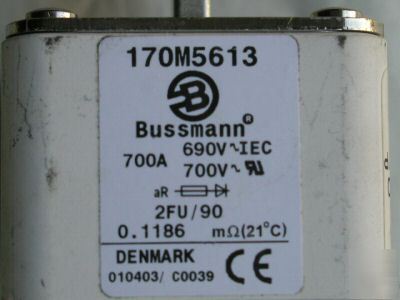 170M5613
B
Bussmann®
700A 690V~IEC
700V~
aR
2FU/90
0.1186 mΩ(21°C)
DENMARK
010403/ C0039 CE